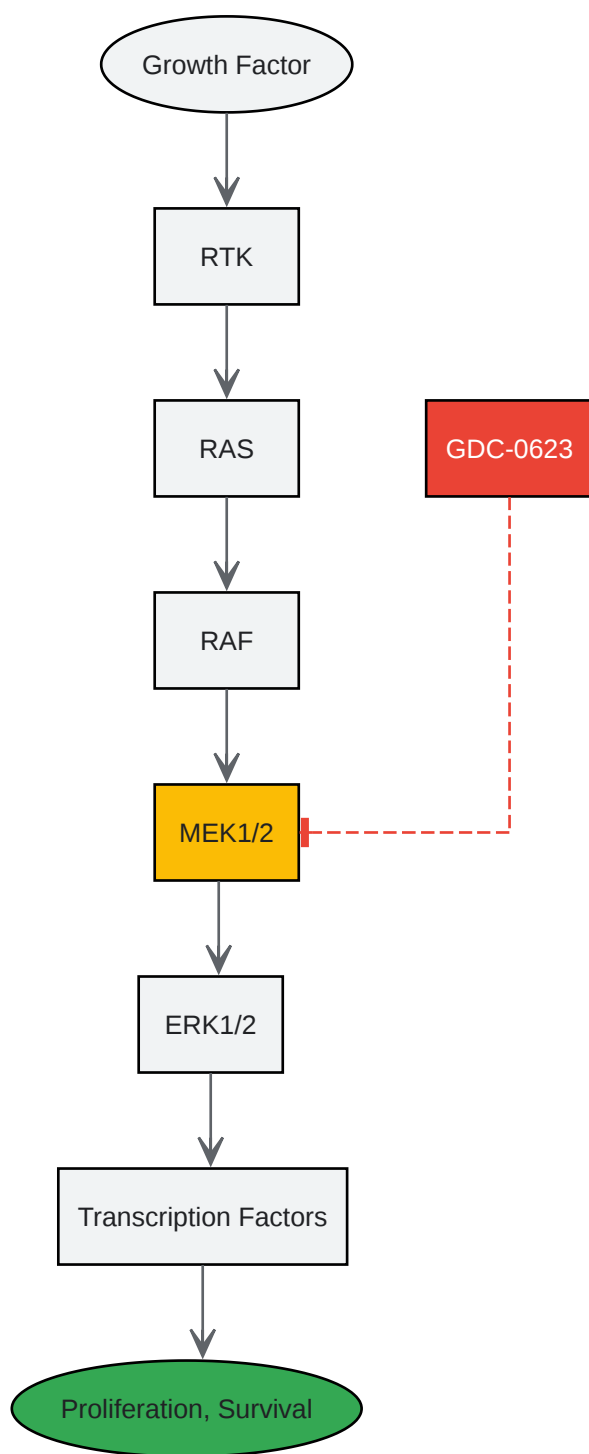 Growth Factor
RTK
RAS
GDC-0623
RAF
MEK1/2
ERK1/2
Transcription Factors
Proliferation, Survival